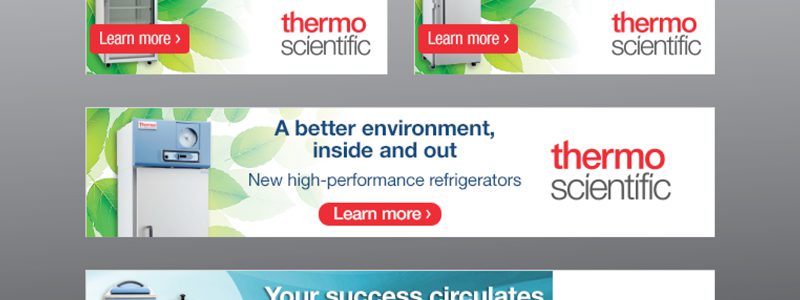 Learn more ›
thermo
scientific
Learn more ›
thermo
scientific
A better environment,
inside and out
New high-performance refrigerators
Learn more ›
thermo
scientific
Your success circulates